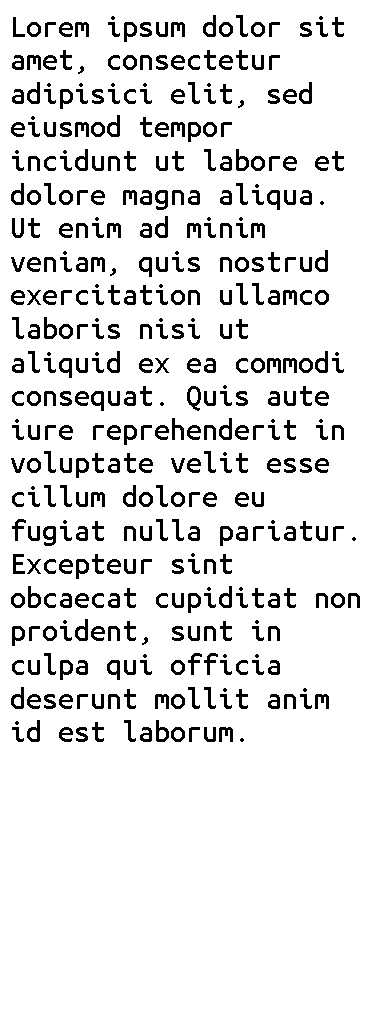 Lorem ipsum dolor sit
amet, consectetur
adipisici elit, sed
eiusmod tempor
incidunt ut labore et
dolore magna aliqua.
Ut enim ad minim
veniam, quis nostrud
exercitation ullamco
laboris nisi ut
aliquid ex ea commodi
consequat. Quis aute
iure reprehenderit in
voluptate velit esse
cillum dolore eu
fugiat nulla pariatur.
Excepteur sint
obcaecat cupiditat non
proident, sunt in
culpa qui officia
deserunt mollit anim
id est laborum.